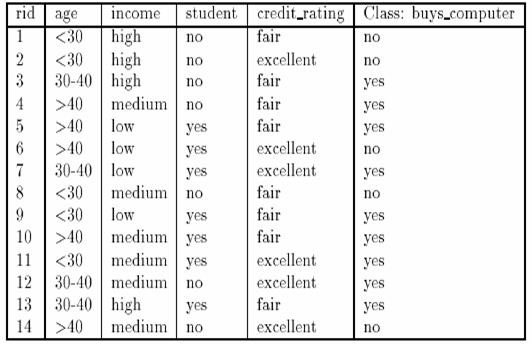 rid age income student credit_rating Class: buys_computer
1 <30 high no fair no
2 <30 high no excellent no
3 30-40 high no fair yes
4 >40 medium no fair yes
5 >40 low yes fair yes
6 >40 low yes excellent no
7 30-40 low yes excellent yes
8 <30 medium no fair no
9 <30 low yes fair yes
10 >40 medium yes fair yes
11 <30 medium yes excellent yes
12 30-40 medium no excellent yes
13 30-40 high yes fair yes
14 >40 medium no excellent no